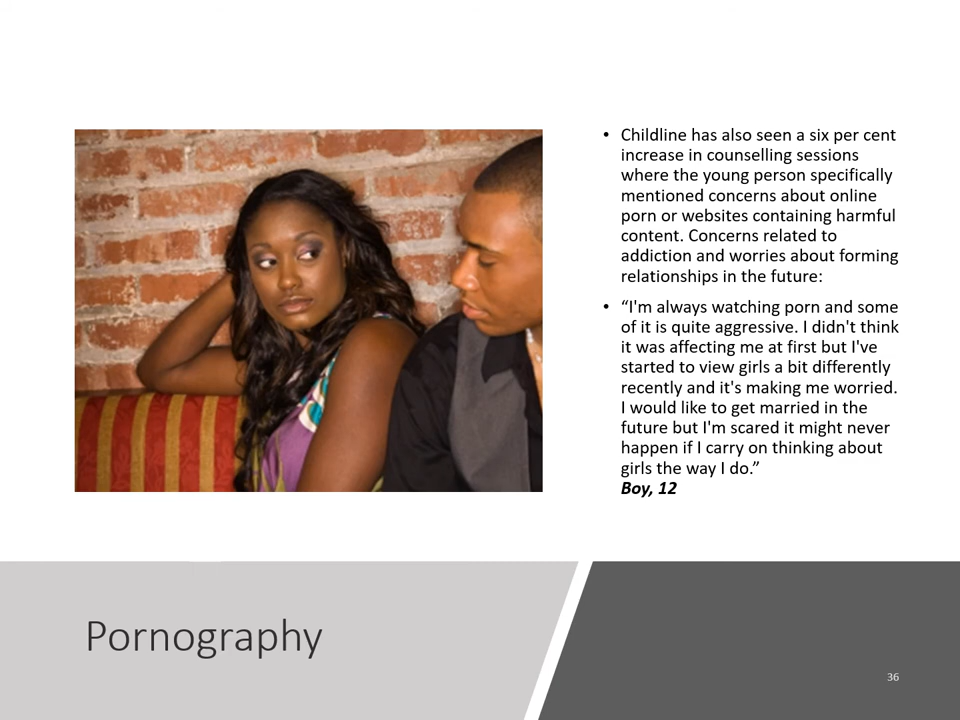 • Childline has also seen a six per cent
increase in counselling sessions
where the young person specifically
mentioned concerns about online
porn or websites containing harmful
content. Concerns related to
addiction and worries about forming
relationships in the future:
• “I'm always watching porn and some
of it is quite aggressive. I didn't think
it was affecting me at first but I've
started to view girls a bit differently
recently and it's making me worried.
I would like to get married in the
future but I'm scared it might never
happen if I carry on thinking about
girls the way I do.”
Boy, 12
Pornography
36